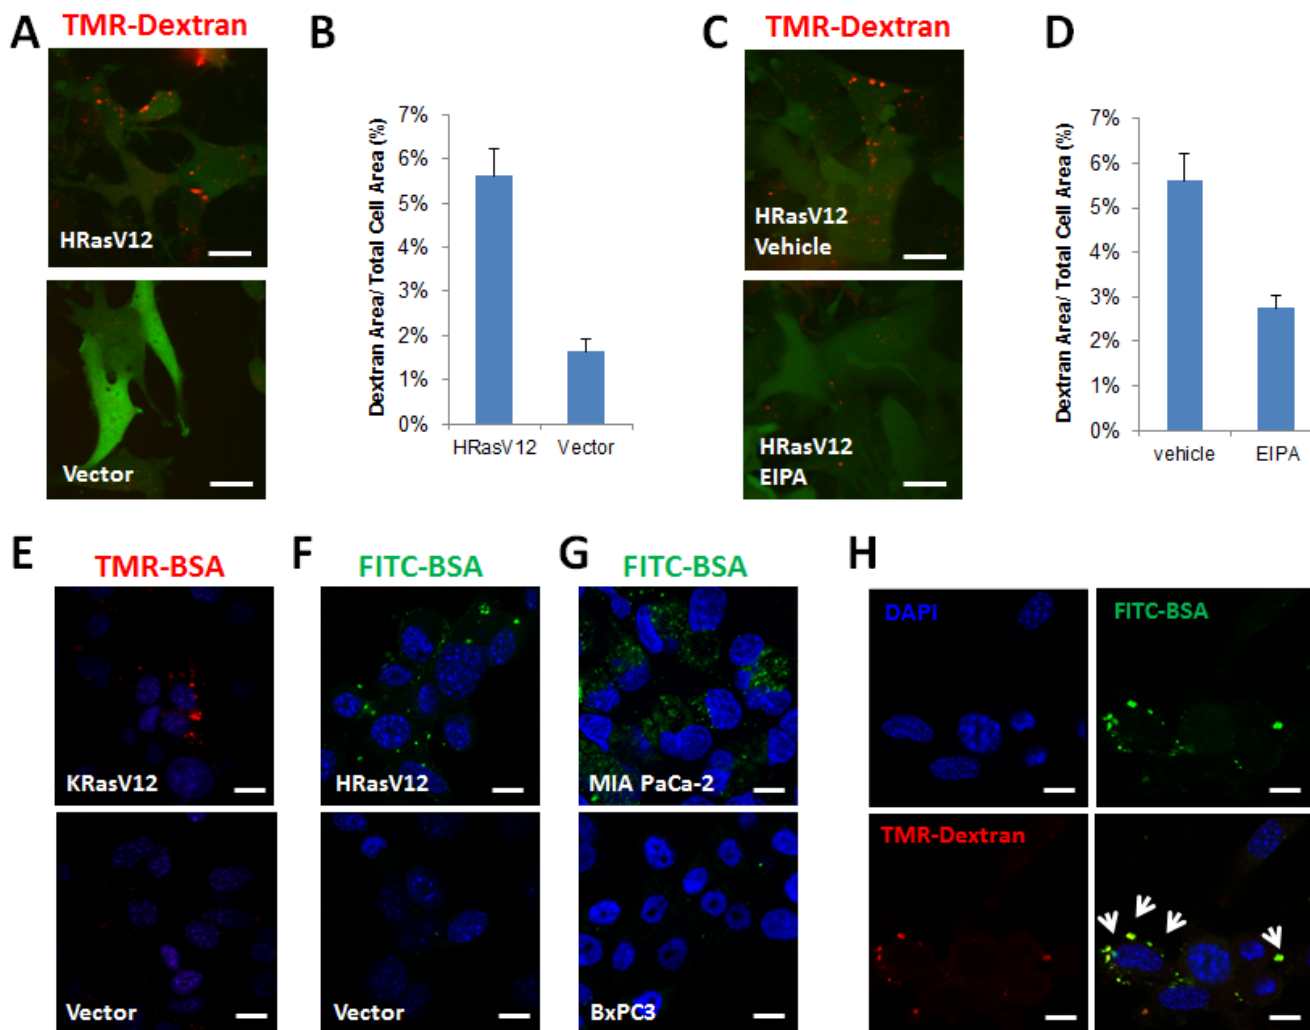 A
TMR-Dextran
HRasV12
Vector
B
Dextran Area/ Total Cell Area (%)
7%
6%
5%
4%
3%
2%
1%
0%
HRasV12 Vector
C
TMR-Dextran
HRasV12
Vehicle
HRasV12
EIPA
D
Dextran Area/ Total Cell Area (%)
7%
6%
5%
4%
3%
2%
1%
0%
vehicle EIPA
E
TMR-BSA
KRasV12
Vector
F
FITC-BSA
HRasV12
Vector
G
FITC-BSA
MIA PaCa-2
BxPC3
H
DAPI
FITC-BSA
TMR-Dextran